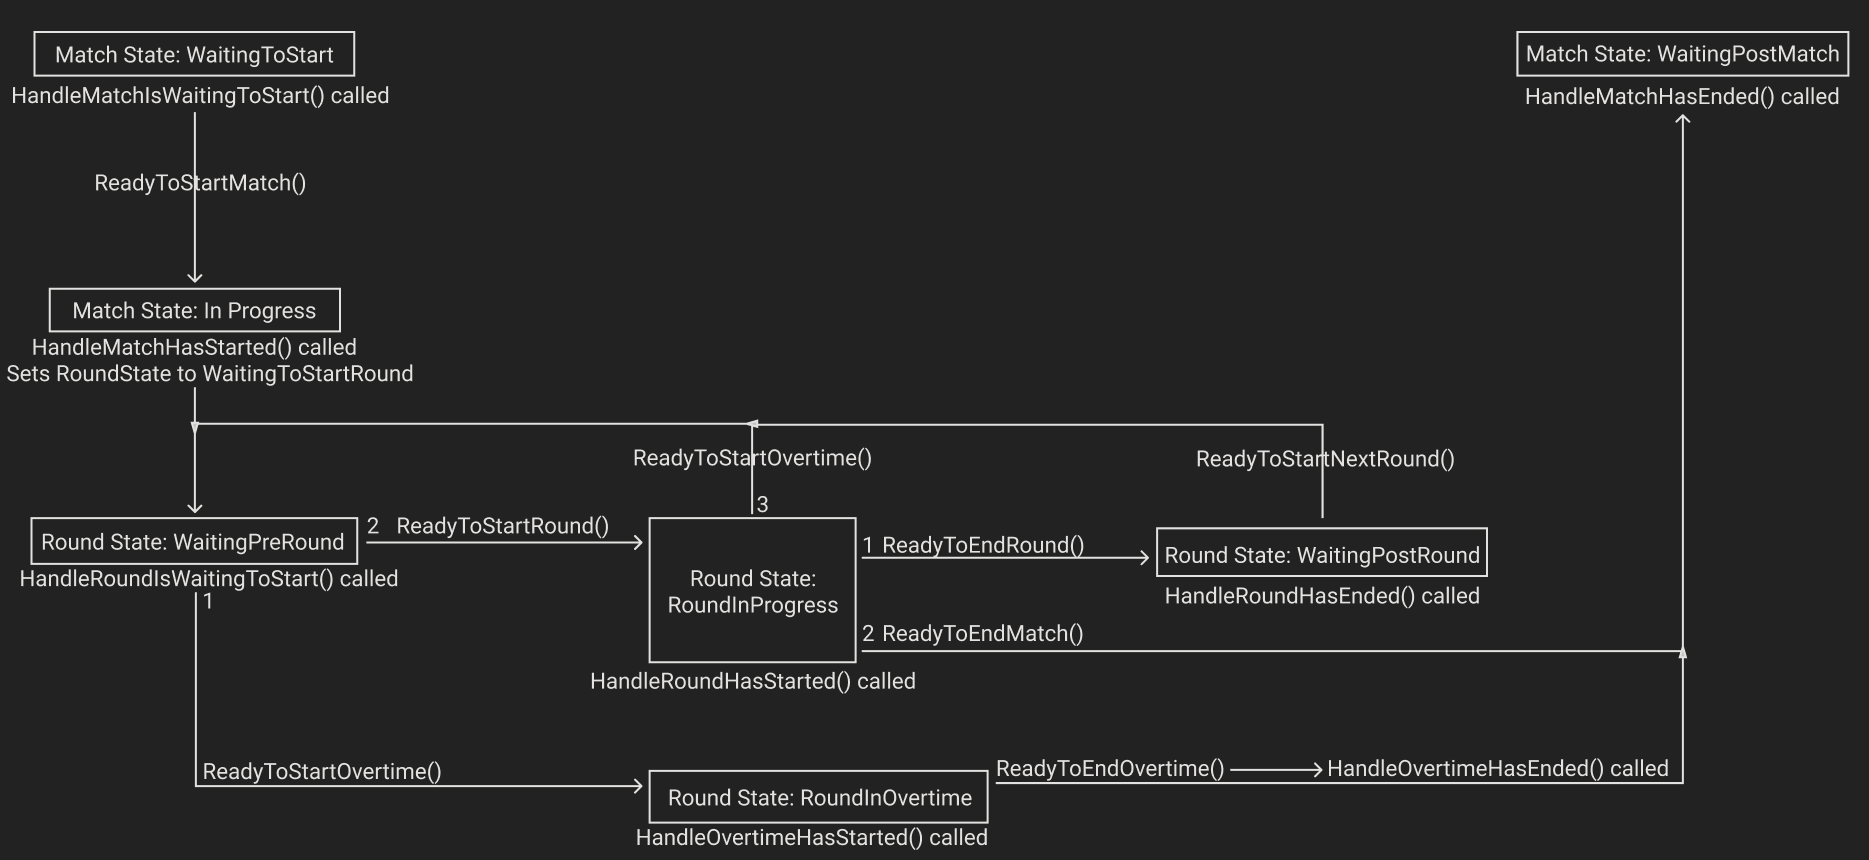 Match State: WaitingToStart
HandleMatchIsWaitingToStart() called
ReadyToStartMatch()
Match State: In Progress
HandleMatchHasStarted() called
Sets RoundState to WaitingToStartRound
Match State: WaitingPostMatch
HandleMatchHasEnded() called
ReadyToStartOvertime()
3
ReadyToStartNextRound()
Round State: WaitingPreRound
HandleRoundIsWaitingToStart() called
1
2 ReadyToStartRound()
Round State:
RoundInProgress
HandleRoundHasStarted() called
1 ReadyToEndRound()
2 ReadyToEndMatch()
Round State: WaitingPostRound
HandleRoundHasEnded() called
ReadyToStartOvertime()
Round State: RoundInOvertime
HandleOvertimeHasStarted() called
ReadyToEndOvertime()
HandleOvertimeHasEnded() called